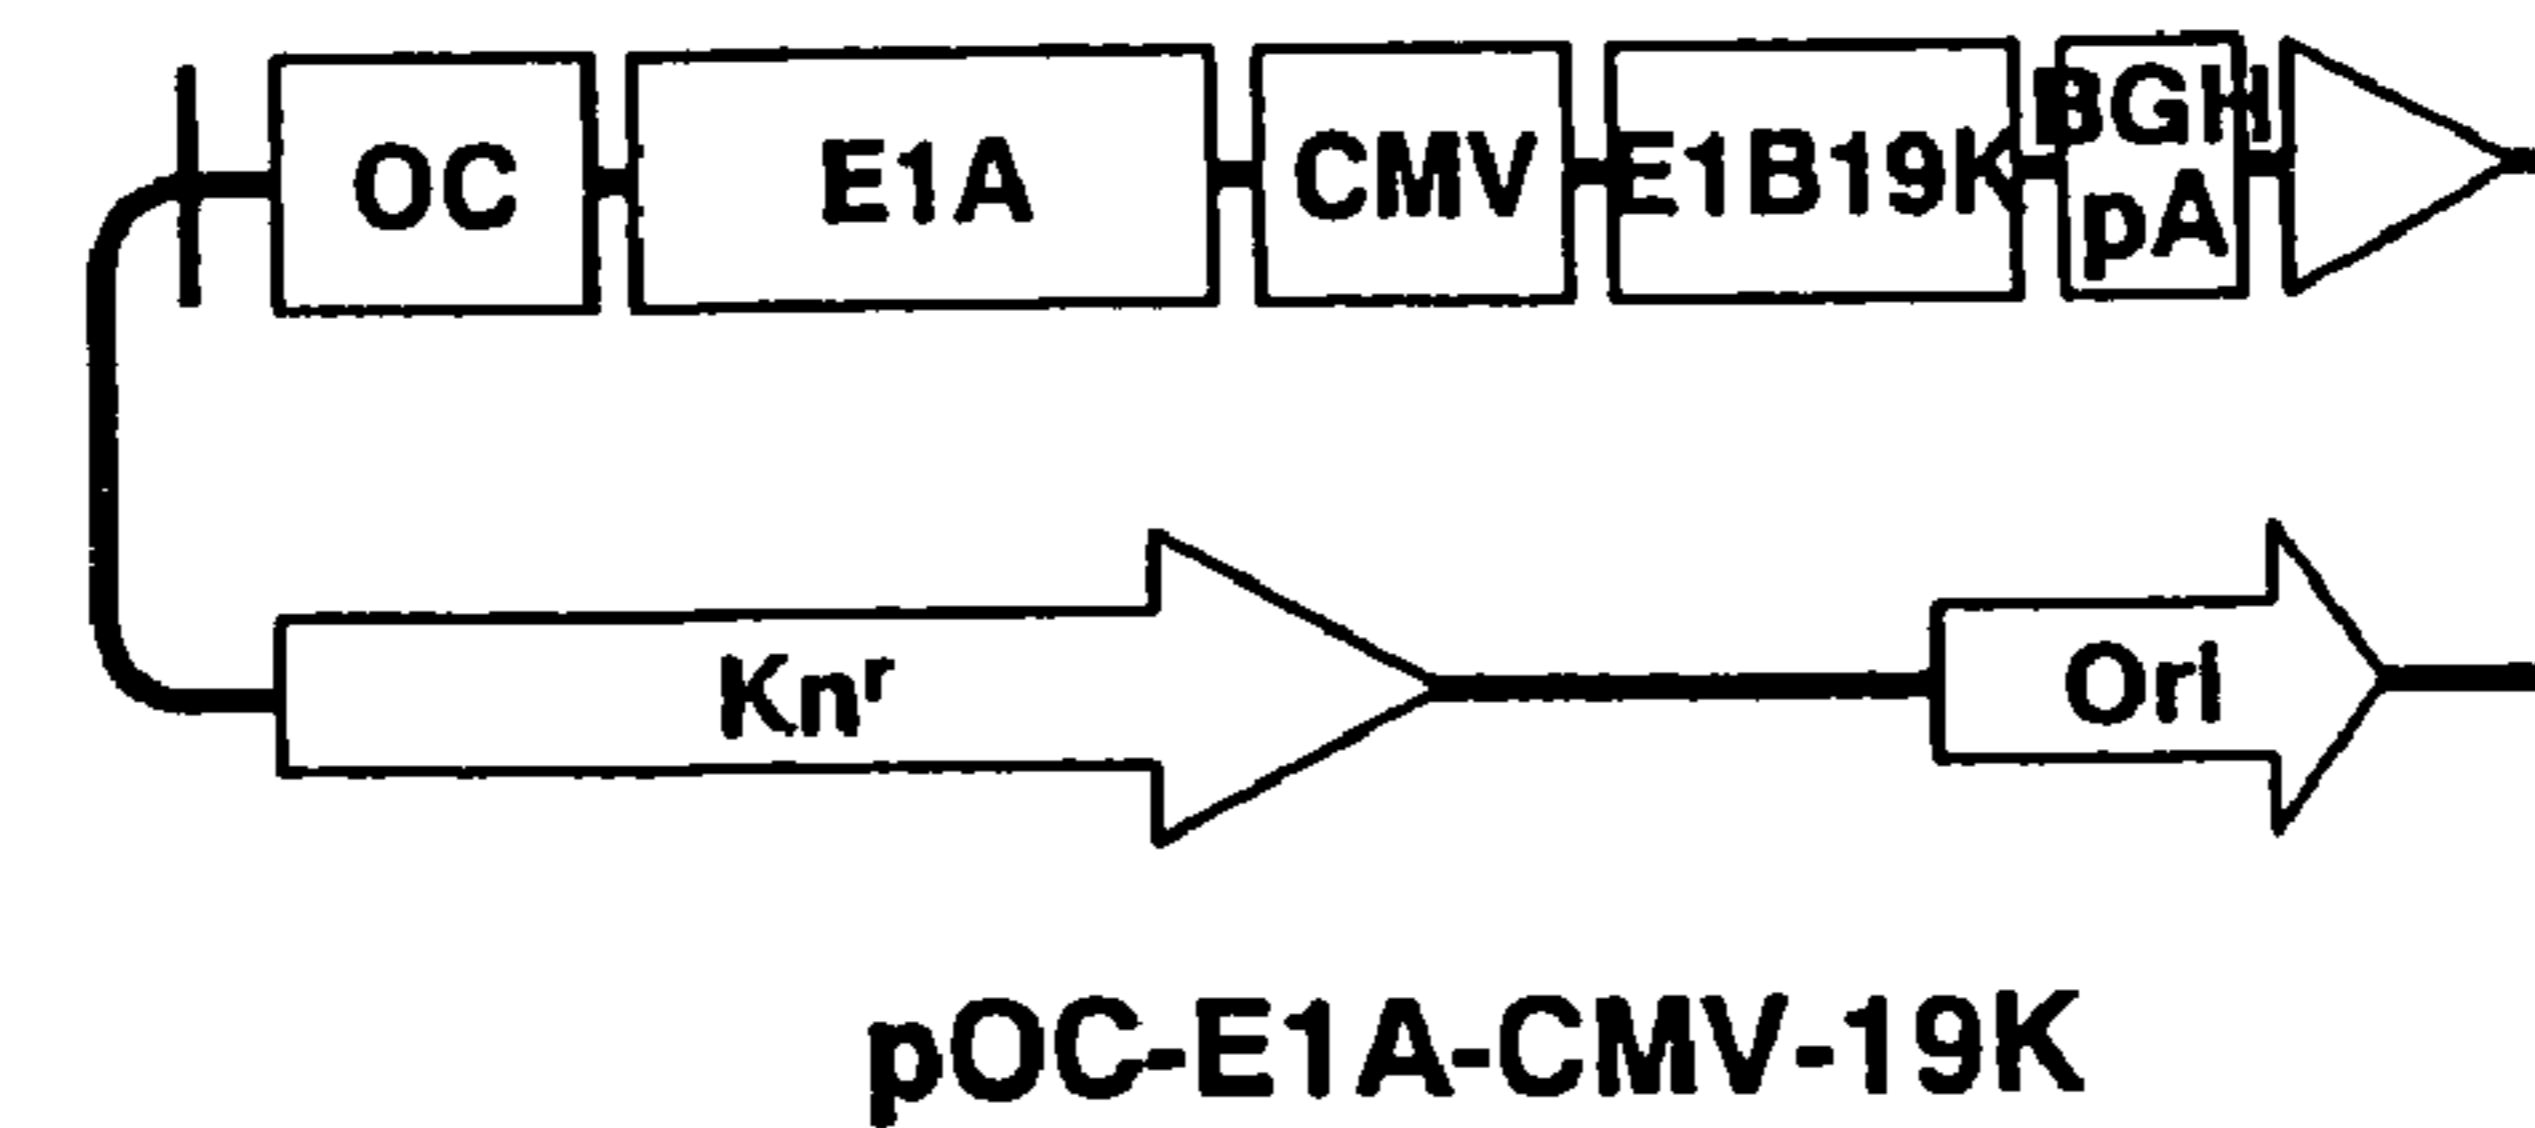 OC E1A CMV E1B19K BGH pA
Knʳ Ori
pOC-E1A-CMV-19K